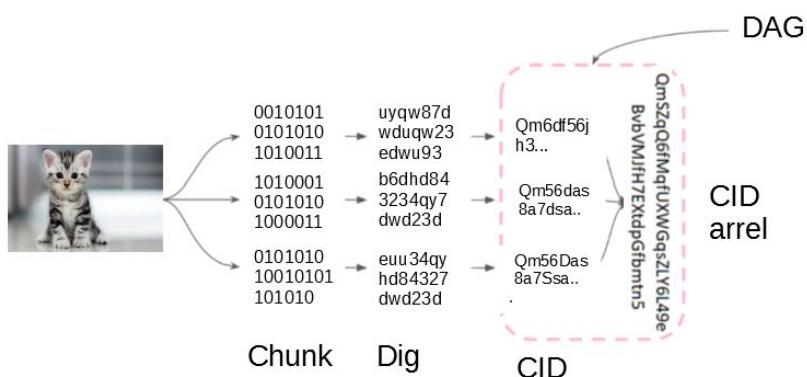 DAG
0010101
0101010
1010011
uyqw87d
wduqw23
edwu93
Qm6df56j
h3...
1010001
0101010
1000011
b6dhd84
3234qy7
dwd23d
Qm56das
8a7dsa..
0101010
10010101
101010
euu34qy
hd84327
dwd23d
Qm56Das
8a7Ssa..
.
QmSZqQ6fMqfUXWGqsZLY6L49e
BvbVMJfH7EXtdpGfbmtn5
CID
arrel
Chunk
Dig
CID